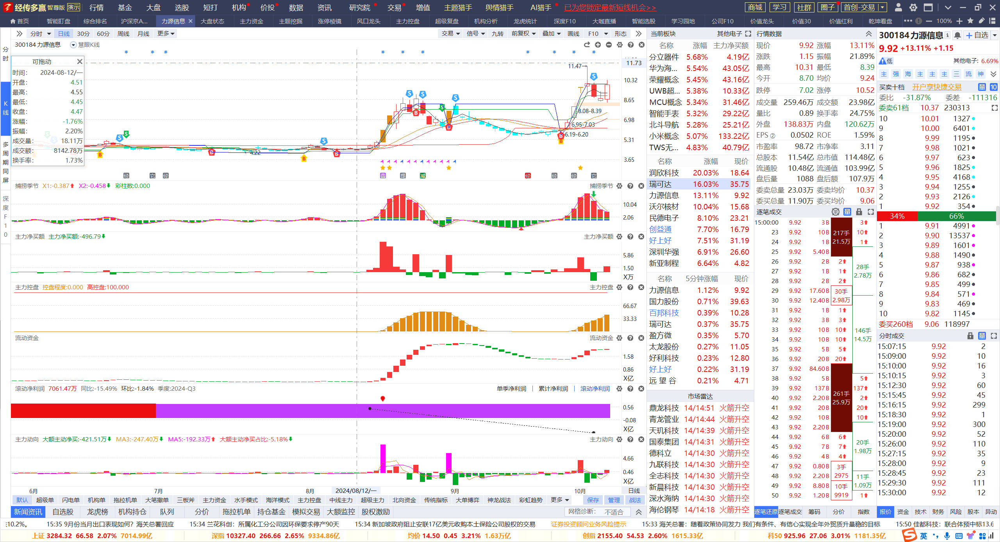 经传多赢 智尊版 演示 行情 基金 大盘 选股 短打 机构 价投 数据 资讯 研究院 交易 增值 主题猎手 舆情猎手 AI猎手 已为您锁定最新短线机会>> 商城 学习 社群 圈子 首创-交易
首页 智能盯盘 综合排名 沪深京A... 力源信息 大盘状态 主力资金 主题挖掘 涨停棱镜 风口龙头 主力控盘 超级复盘 机构分析 龙虎统计 深度F10 大咖直播 智能选股 学习园地 公司F10 价值龙头 价值30 价值红利 乾坤看盘 100%
分时 日线 30分 60分 周线 月线 更多 交易 信号 九转 前复权 叠加 画线 F10 形态
300184 力源信息 慧眼K线
分时
K线
多周期同屏
深度F10
可拖动
时间: 2024-08-12/一
开盘: 4.51
最高: 4.55
最低: 4.45
收盘: 4.47
涨幅: -1.76%
振幅: 2.20%
成交量: 18.11万
成交额: 8142.78万
换手率: 1.73%
11.73
10.32
8.65
6.98
5.31
3.65
11.47→
8.08-8.39
6.95-7.03
6.19-6.20
4.22
捕捞季节 X1:-0.387 X2:-0.458 彩柱数:0.000 捕捞季节
10.04
2.06
主力净买额 主力净买额:-496.79 主力净买额
5.86
1.50
X万
主力控盘 控盘程度:0.000 高控盘:100.000 主力控盘
66.67
33.33
流动资金 流动资金
1.58
0.86
X亿
滚动净利润 7061.47万 同比:-15.49% 环比:-1.84% 季度:2024-Q3 单季净利润 | 累计净利润 | 滚动净利润
0.56
-0.08
X亿
主力动向 大额主动净买:-421.51万 MA3:-247.40万 MA5:-192.33万 大额主动净买占比:-5.18% 主力动向
4.66
0.46
X亿
6月 7月 8月 2024/08/12/一 9月 10月 日线
默认 超级单 闪电单 机构单 拖拉机单 大笔撤单 三板斧 主力资金 水手模式 海洋模式 主力控盘 中线主力 超级主力 北向资金 传统指标 大单博弈 神龙战法 彩虹趋势 更多 保存 管理 战法
新闻资讯 自选股 龙虎榜 机构持仓 队列 分价 拖拉机单 持仓基金 模拟交易 大额监控 股权激励 网格诊断: 不适合
当前板块 其他电子
名称 涨幅 主力净买额
分立器件 5.68% 4.19亿
华为海... 5.54% 43.05亿
荣耀概念 5.45% 43.16亿
UWB超... 5.38% 10.33亿
MCU概念 5.34% 31.46亿
智能手表 5.32% 29.22亿
北斗导航 5.28% 25.21亿
小米概念 5.07% 133.22亿
TWS无... 4.83% 40.79亿
名称 涨幅 现价
润欣科技 20.03% 18.64
瑞可达 16.03% 35.75
力源信息 13.11% 9.92
沃尔核材 10.04% 15.68
民德电子 8.10% 23.21
创益通 7.70% 16.79
好上好 7.51% 31.19
深圳华强 6.91% 26.60
新亚制程 6.64% 4.82
名称 5分钟涨幅 现价
力源信息 1.12% 9.92
国力股份 0.71% 39.63
百邦科技 0.39% 10.28
瑞可达 0.37% 35.75
盈方微 0.35% 5.70
太龙股份 0.27% 11.05
好利科技 0.23% 12.80
好上好 0.22% 31.19
远望谷 0.21% 4.71
市场雷达
鼎龙科技 14/14:51 火箭升空
青龙管业 14/14:44 火箭升空
天玑科技 14/14:39 火箭升空
国泰集团 14/14:31 火箭升空
德科立 14/14:30 火箭升空
九联科技 14/14:30 火箭升空
全志科技 14/14:30 火箭升空
新晨科技 14/14:30 火箭升空
深水海纳 14/14:30 火箭升空
海伦钢琴 14/14:18 火箭升空
行情数据
现价 9.92 涨幅 13.11%
涨跌 1.15 振幅 21.89%
最高 10.31 最低 8.39
今开 8.70 均价 9.24
跌停 7.02 涨停 10.52
成交量 259.46万 成交额 23.98亿
量比 0.89 换手率 24.75%
外盘 138.83万 内盘 120.62万
EPS② 0.0502 ROE 1.59%
市盈率 98.72 市净率 3.11
总股本 11.54亿 总市值 114.48亿
流通股 10.48亿 流通值 103.99亿
盘后量 1088 盘后额 107.9万
委卖总量 23.03万 委卖均价 10.37
委买总量 11.90万 委买均价 9.06
逐笔成交 单 量
15:00:00 9.92 3B 3
23 9.92 10B 10
24 9.92 1B 1
25 9.92 5.40B
26 9.92 2B 2
27 9.92 1B 1
28 9.92 2B 2
29 9.92 17.60B
30 9.92 12.40B
31 9.92 1B 1
32 9.92 3B 3
33 9.92 10B 10
34 9.92 10B 10
35 9.92 5B 5
36 9.92 20B 20
37 9.92 84.60B
38 9.92 5B 5
39 9.92 137B 137
40 9.92 2.20B 2
41 9.92 20B 20
42 9.92 10B 10
43 9.92 2.20B
44 9.92 6B 6
45 9.92 7B 7
46 9.92 4B 4
47 9.92 0.80B
48 9.92 2.20B
49 9.92 8.80B
50 9.92 1.20B 1
217手 21.5万
30手 2.98万
261手 25.9万
3手 2975
10手 9919
28手 2.78万
146手 14.5万
20手 1.98万
11手 1.09万
逐笔还原 逐笔成交 筹码 分价 指数
300184 力源信息 自选
9.92 +13.11% +1.15
低 其他电子: 6.69%
主 强 海 主 主 主 三 流 神
买卖十档 开户享快捷交易 量 10
委比 -31.87% 委差 -111316
委卖61档 10.37 230313
10 10.01 1327
9 10.00 6401
8 9.99 1195
7 9.98 1021
6 9.97 623
5 9.96 1825
4 9.95 4168
3 9.94 1255
2 9.93 2126
1 9.92 354
34% 66%
1 9.91 4991
2 9.90 13537
3 9.89 1601
4 9.88 1490
5 9.87 938
6 9.86 682
7 9.85 499
8 9.84 571
9 9.83 469
10 9.82 1145
委买260档 9.06 118997
分时成交 量
15:07:15 9.92 2
15:09:00 9.92 10
15:10:00 9.92 16
15:10:15 9.92 3
15:12:30 9.92 60
15:15:45 9.92 45
15:16:15 9.92 299
15:18:30 9.92 1
15:19:00 9.92 300
15:20:00 9.92 52
15:26:00 9.92 110
15:27:15 9.92 35
15:28:00 9.92 9
15:28:45 9.92 23
15:29:30 9.92 111
15:30:00 9.92 12
报价 资金 技术 财务 风险 股本 异动
:10.2%。 15:35 9月份当月出口表现如何？海关总署回应 15:34 兰花科创：所属化工分公司因环保要求停产90天 15:34 新加坡政府阻止安联17亿美元收购本土保险公司股权的交易 证券投资顾问业务风险提示 15:33 海关总署：随着政策协同发力 我们有条件、有信心实现全年外贸质升量稳的目标 15:50 佳都科技：联合体预中标13.6
上证 3284.32 66.58 2.07% 7014.99亿 深指 10327.40 266.66 2.65% 9334.86亿 均价 14.50 0.45 3.21% 1.63万亿 创指 2155.40 54.53 2.60% 1615.33亿 科50 925.96 27.06 3.01% 1181.35亿 英